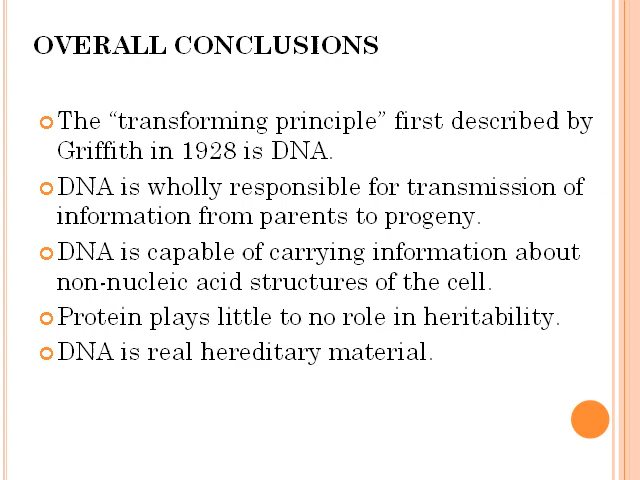 OVERALL CONCLUSIONS
The “transforming principle” first described by
Griffith in 1928 is DNA.
DNA is wholly responsible for transmission of
information from parents to progeny.
DNA is capable of carrying information about
non-nucleic acid structures of the cell.
Protein plays little to no role in heritability.
DNA is real hereditary material.